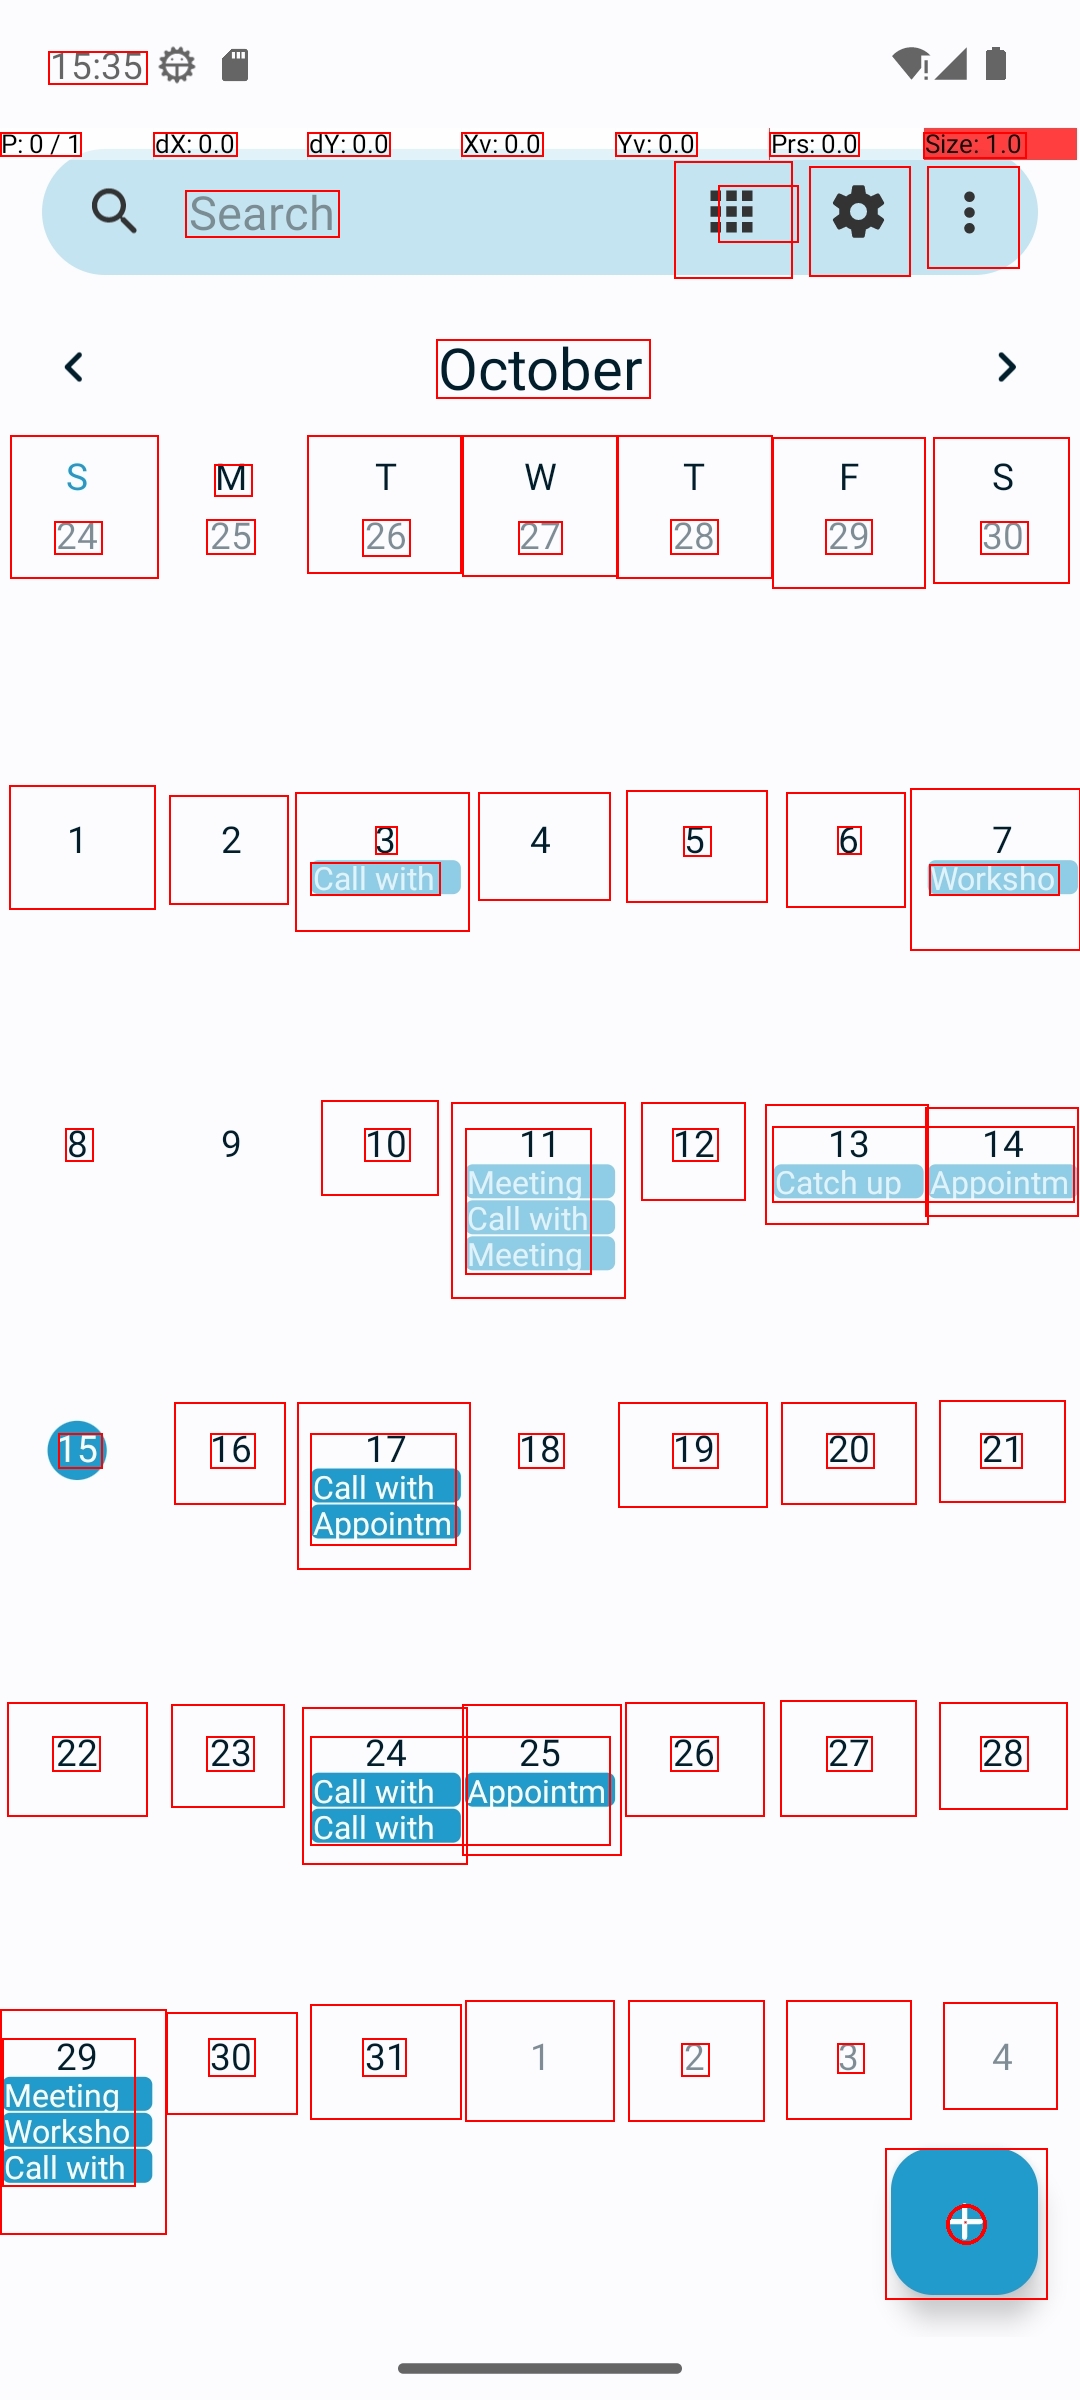 15:35
P: 0 / 1 dX: 0.0 dY: 0.0 Xv: 0.0 Yv: 0.0 Prs: 0.0 Size: 1.0
Search
October
S M T W T F S
24 25 26 27 28 29 30
1 2 3 4 5 6 7
Call with Worksho
8 9 10 11 12 13 14
Meeting Catch up Appointm
Call with
Meeting
15 16 17 18 19 20 21
Call with
Appointm
22 23 24 25 26 27 28
Call with Appointm
Call with
29 30 31 1 2 3 4
Meeting
Worksho
Call with